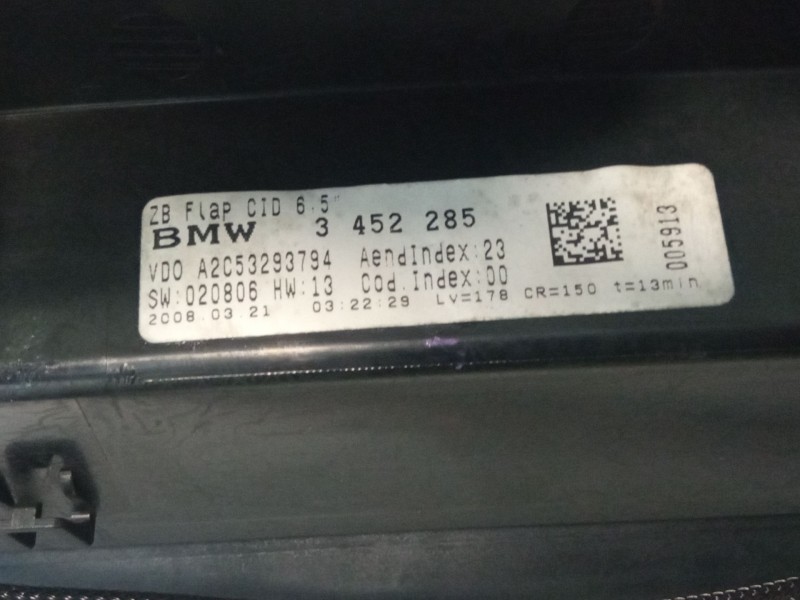 ZB Flap CID 6.5"
BMW 3 452 285
VDO A2C53293794 AendIndex:23
SW:020806 HW:13 Cod.Index:00
2008.03.21 03:22:29 Lv=178 CR=150 t=13min
005913